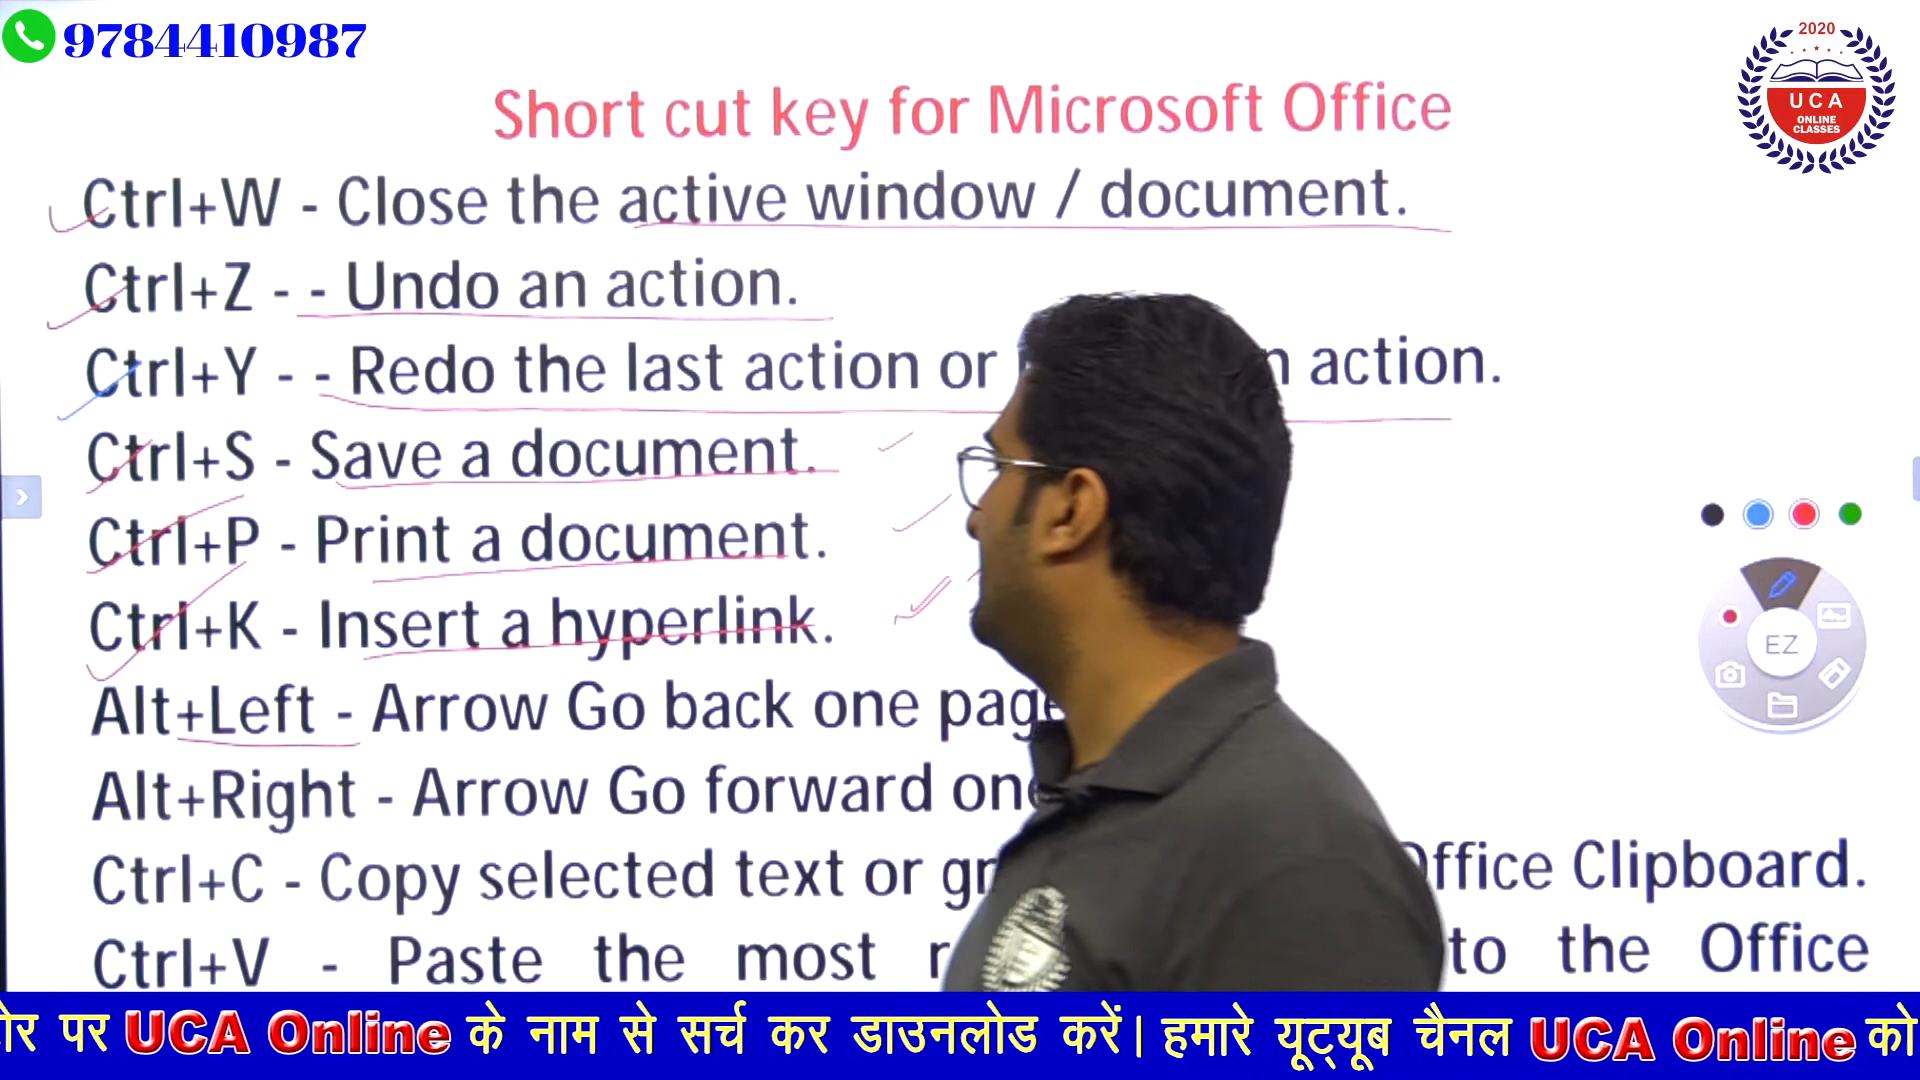 9784410987
2020
UCA
ONLINE
CLASSES
Short cut key for Microsoft Office
Ctrl+W - Close the active window / document.
Ctrl+Z - - Undo an action.
Ctrl+Y - - Redo the last action or action.
Ctrl+S - Save a document.
Ctrl+P - Print a document.
Ctrl+K - Insert a hyperlink.
Alt+Left - Arrow Go back one page
Alt+Right - Arrow Go forward one
Ctrl+C - Copy selected text or Office Clipboard.
Ctrl+V - Paste the most to the Office
EZ
पर UCA Online के नाम से सर्च कर डाउनलोड करें। हमारे यूट्यूब चैनल UCA Online को